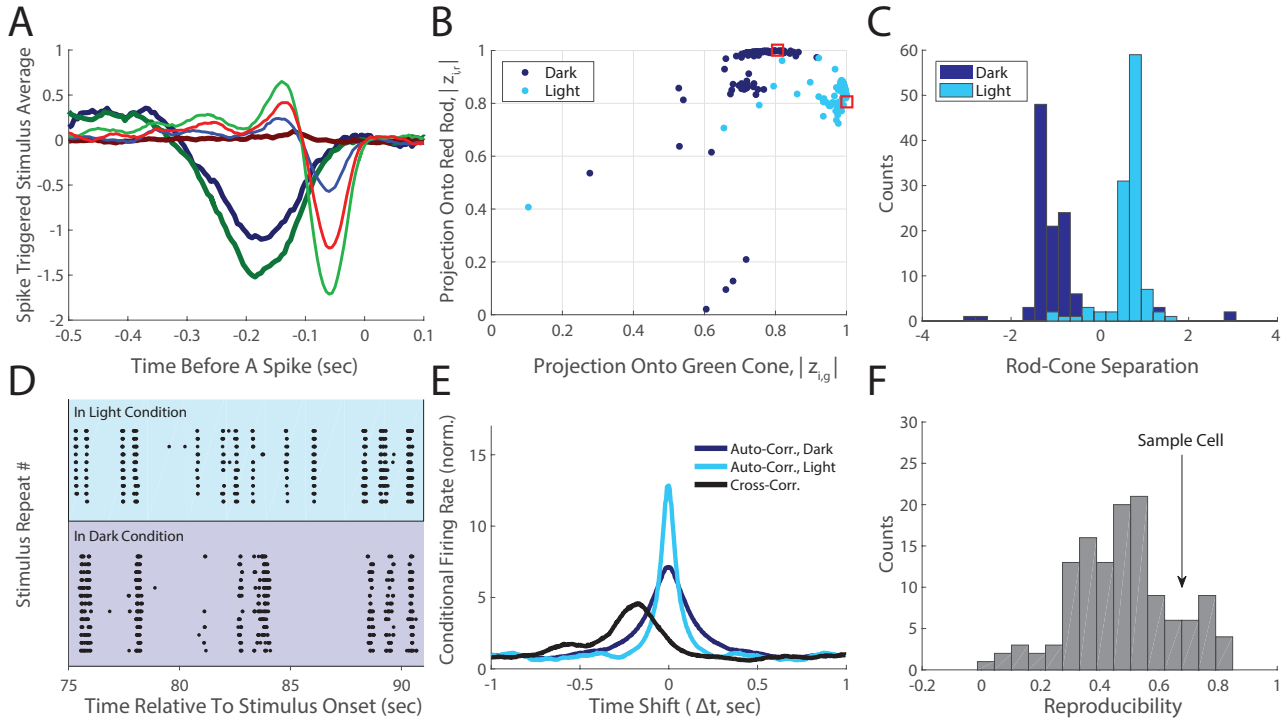 A
Spike Triggered Stimulus Average
1
0.5
0
-0.5
-1
-1.5
-2
-0.5
-0.4
-0.3
-0.2
-0.1
0
0.1
Time Before A Spike (sec)
B
Projection Onto Red Rod, |z_{i,r}|
1
0.8
0.6
0.4
0.2
0
Dark
Light
0
0.2
0.4
0.6
0.8
1
Projection Onto Green Cone, |z_{i,g}|
C
Counts
60
50
40
30
20
10
0
Dark
Light
-4
-2
0
2
4
Rod-Cone Separation
D
Stimulus Repeat #
In Light Condition
In Dark Condition
75
80
85
90
Time Relative To Stimulus Onset (sec)
E
Conditional Firing Rate (norm.)
15
10
5
0
Auto-Corr., Dark
Auto-Corr., Light
Cross-Corr.
-1
-0.5
0
0.5
1
Time Shift ( Δt, sec)
F
Counts
30
25
20
15
10
5
0
Sample Cell
-0.2
0
0.2
0.4
0.6
0.8
1
Reproducibility